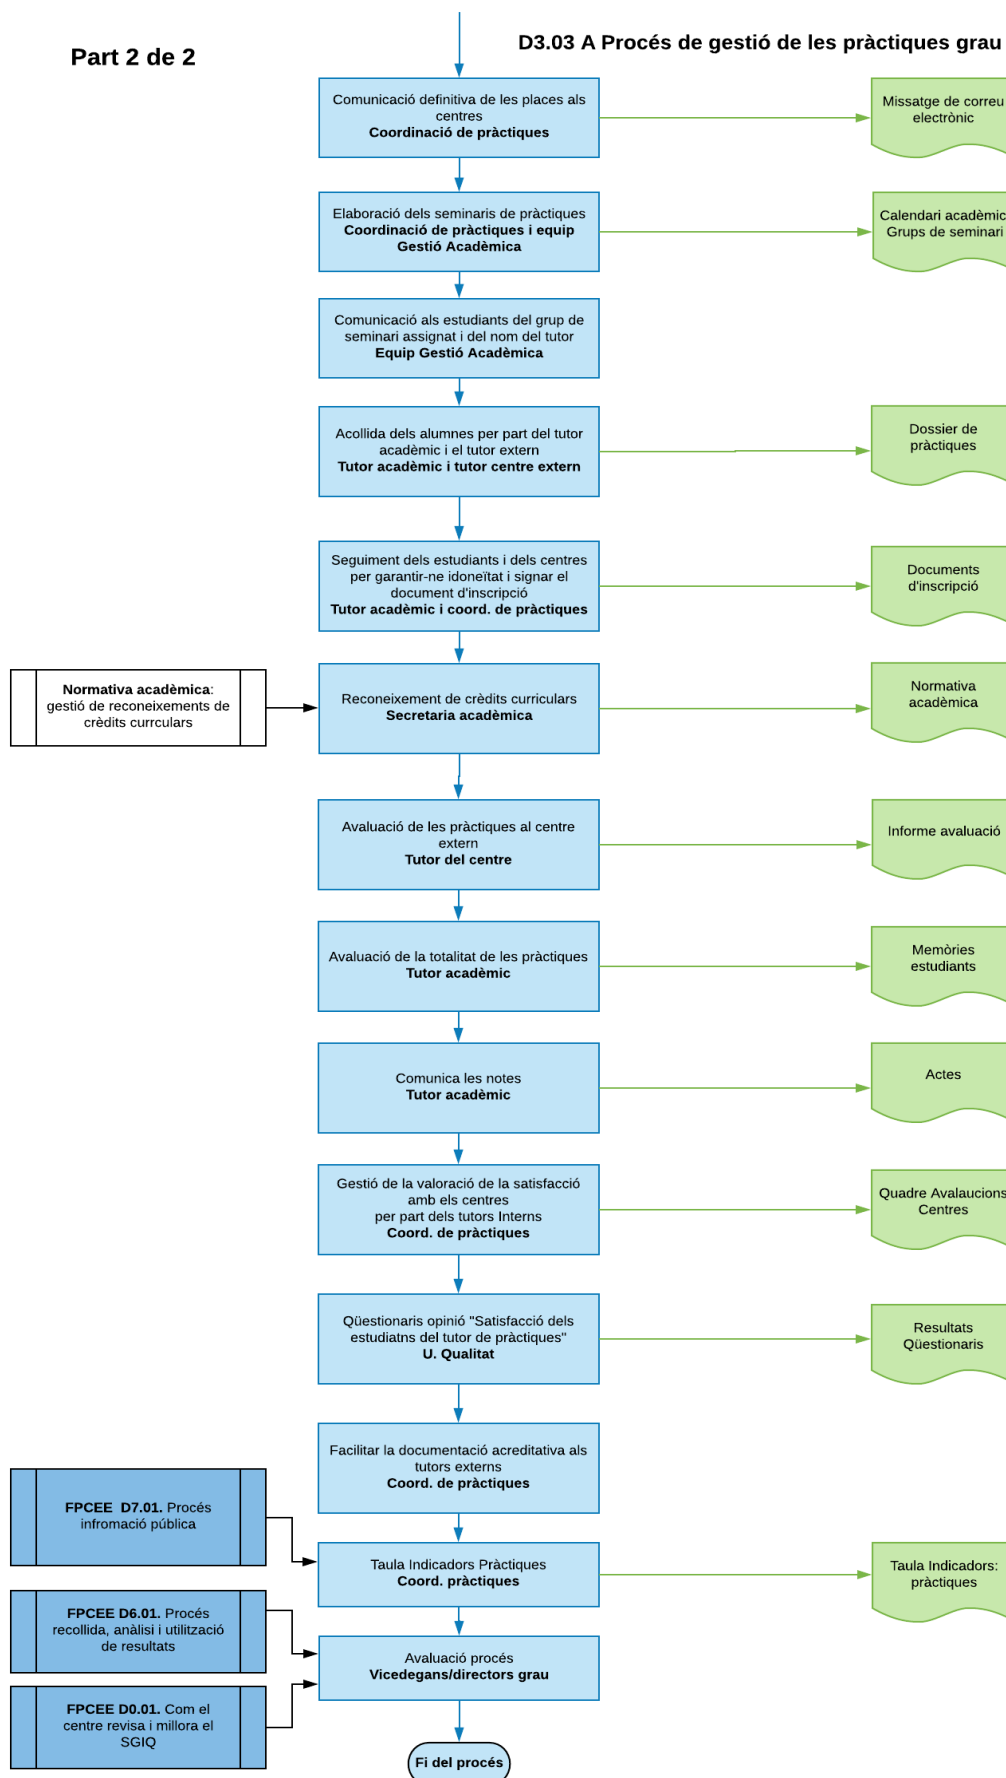 Part 2 de 2
D3.03 A Procés de gestió de les pràctiques grau
Comunicació definitiva de les places als
centres
Coordinació de pràctiques
Missatge de correu
electrònic
Elaboració dels seminaris de pràctiques
Coordinació de pràctiques i equip
Gestió Acadèmica
Calendari acadèmic
Grups de seminari
Comunicació als estudiants del grup de
seminari assignat i del nom del tutor
Equip Gestió Acadèmica
Acollida dels alumnes per part del tutor
acadèmic i el tutor extern
Tutor acadèmic i tutor centre extern
Dossier de
pràctiques
Seguiment dels estudiants i dels centres
per garantir-ne idoneïtat i signar el
document d'inscripció
Tutor acadèmic i coord. de pràctiques
Documents
d'inscripció
Normativa acadèmica:
gestió de reconeixements de
crèdits currculars
Reconeixement de crèdits curriculars
Secretaria acadèmica
Normativa
acadèmica
Avaluació de les pràctiques al centre
extern
Tutor del centre
Informe avaluació
Avaluació de la totalitat de les pràctiques
Tutor acadèmic
Memòries
estudiants
Comunica les notes
Tutor acadèmic
Actes
Gestió de la valoració de la satisfacció
amb els centres
per part dels tutors Interns
Coord. de pràctiques
Quadre Avalaucions
Centres
Qüestionaris opinió "Satisfacció dels
estudiatns del tutor de pràctiques"
U. Qualitat
Resultats
Qüestionaris
Facilitar la documentació acreditativa als
tutors externs
Coord. de pràctiques
FPCEE  D7.01. Procés
infromació pública
Taula Indicadors Pràctiques
Coord. pràctiques
Taula Indicadors:
pràctiques
FPCEE D6.01. Procés
recollida, anàlisi i utilització
de resultats
Avaluació procés
Vicedegans/directors grau
FPCEE D0.01. Com el
centre revisa i millora el
SGIQ
Fi del procés